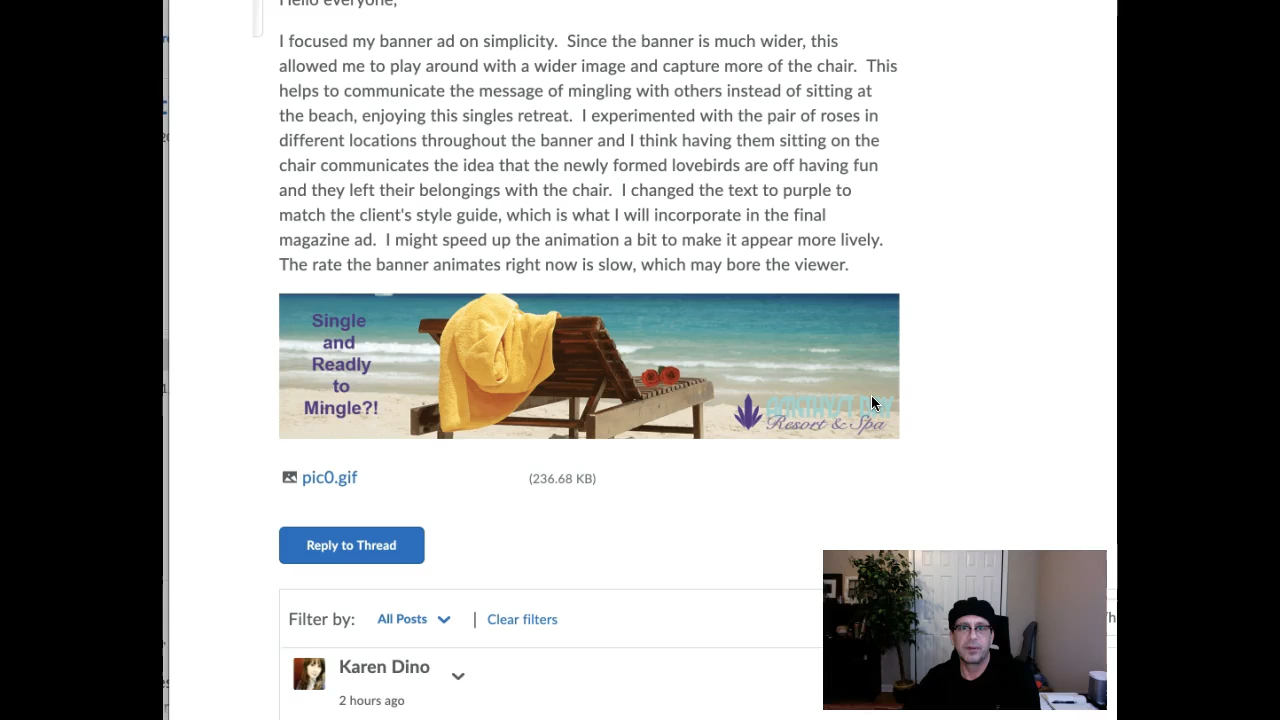 Hello everyone,
I focused my banner ad on simplicity.  Since the banner is much wider, this
allowed me to play around with a wider image and capture more of the chair.  This
helps to communicate the message of mingling with others instead of sitting at
the beach, enjoying this singles retreat.  I experimented with the pair of roses in
different locations throughout the banner and I think having them sitting on the
chair communicates the idea that the newly formed lovebirds are off having fun
and they left their belongings with the chair.  I changed the text to purple to
match the client's style guide, which is what I will incorporate in the final
magazine ad.  I might speed up the animation a bit to make it appear more lively.
The rate the banner animates right now is slow, which may bore the viewer.
Single
and
Readly
to
Mingle?!
Resort & Spa
pic0.gif (236.68 KB)
Reply to Thread
Filter by: All Posts | Clear filters
Karen Dino
2 hours ago